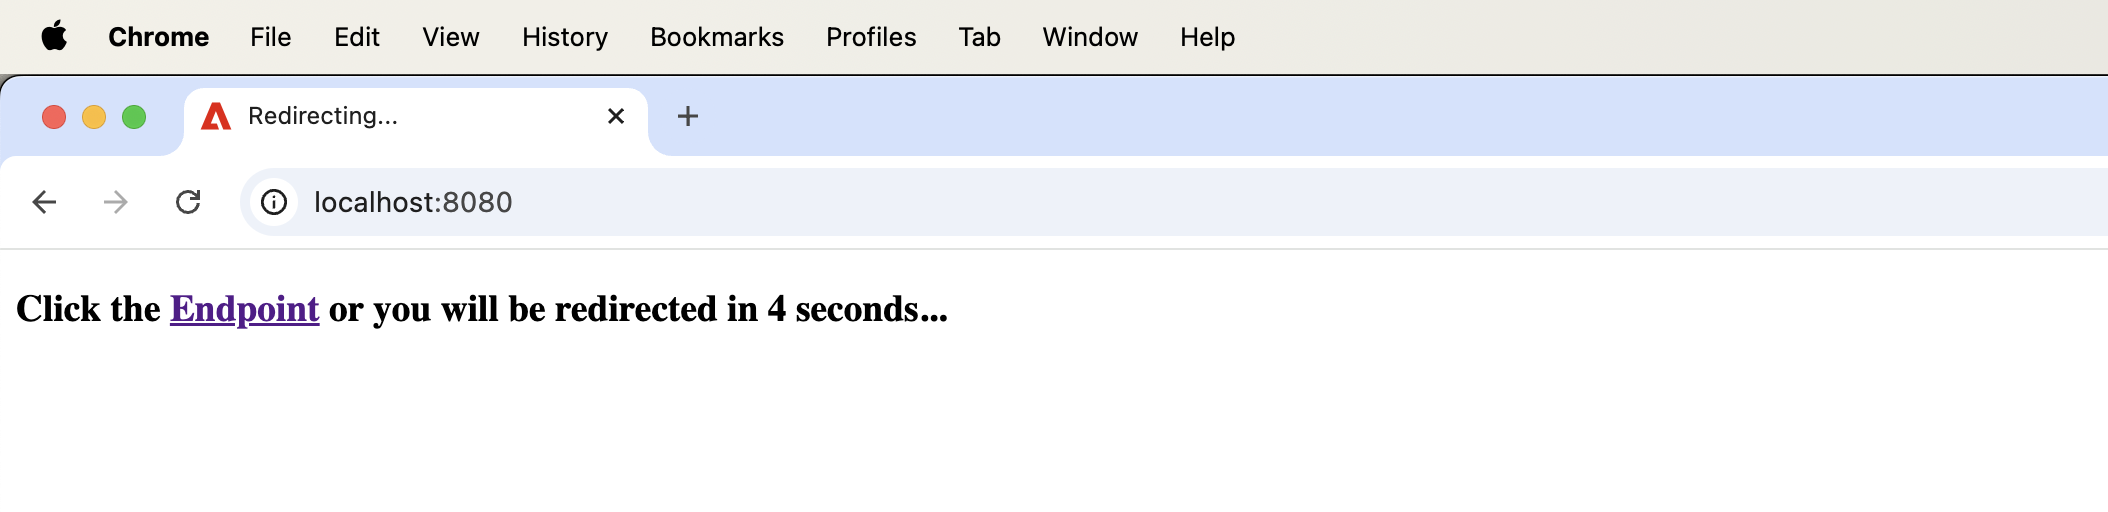 Chrome File Edit View History Bookmarks Profiles Tab Window Help
Redirecting...
localhost:8080
Click the Endpoint or you will be redirected in 4 seconds...